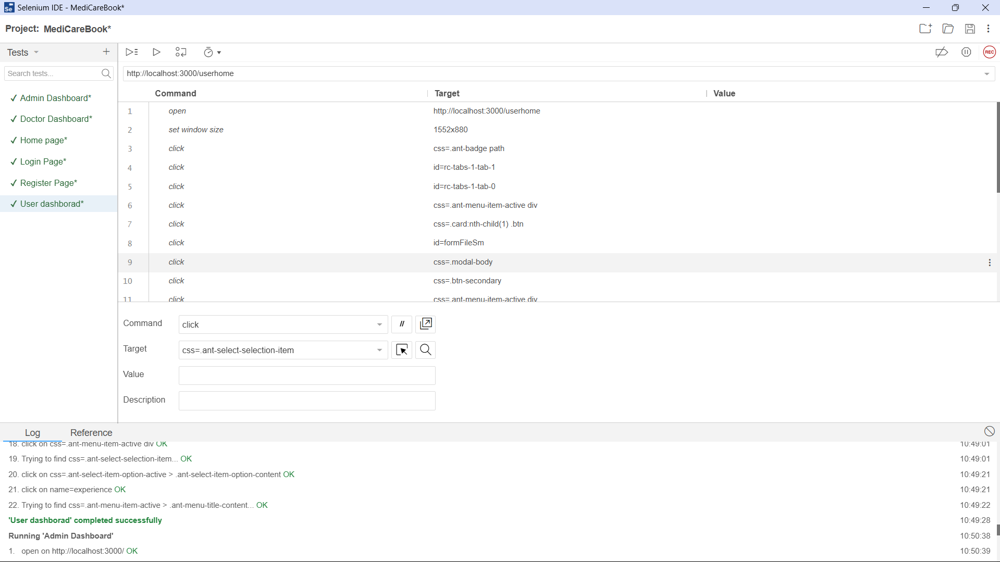 Selenium IDE - MediCareBook*
Project: MediCareBook*
Tests
Search tests...
✓ Admin Dashboard*
✓ Doctor Dashboard*
✓ Home page*
✓ Login Page*
✓ Register Page*
✓ User dashborad*
REC
http://localhost:3000/userhome
Command Target Value
1 open http://localhost:3000/userhome
2 set window size 1552x880
3 click css=.ant-badge path
4 click id=rc-tabs-1-tab-1
5 click id=rc-tabs-1-tab-0
6 click css=.ant-menu-item-active div
7 click css=.card:nth-child(1) .btn
8 click id=formFileSm
9 click css=.modal-body
10 click css=.btn-secondary
11 click css=.ant-menu-item-active div
Command click //
Target css=.ant-select-selection-item
Value
Description
Log Reference
18. click on css=.ant-menu-item-active div OK 10:49:01
19. Trying to find css=.ant-select-selection-item... OK 10:49:01
20. click on css=.ant-select-item-option-active > .ant-select-item-option-content OK 10:49:21
21. click on name=experience OK 10:49:21
22. Trying to find css=.ant-menu-item-active > .ant-menu-title-content... OK 10:49:22
'User dashborad' completed successfully 10:49:28
Running 'Admin Dashboard' 10:50:38
1. open on http://localhost:3000/ OK 10:50:39